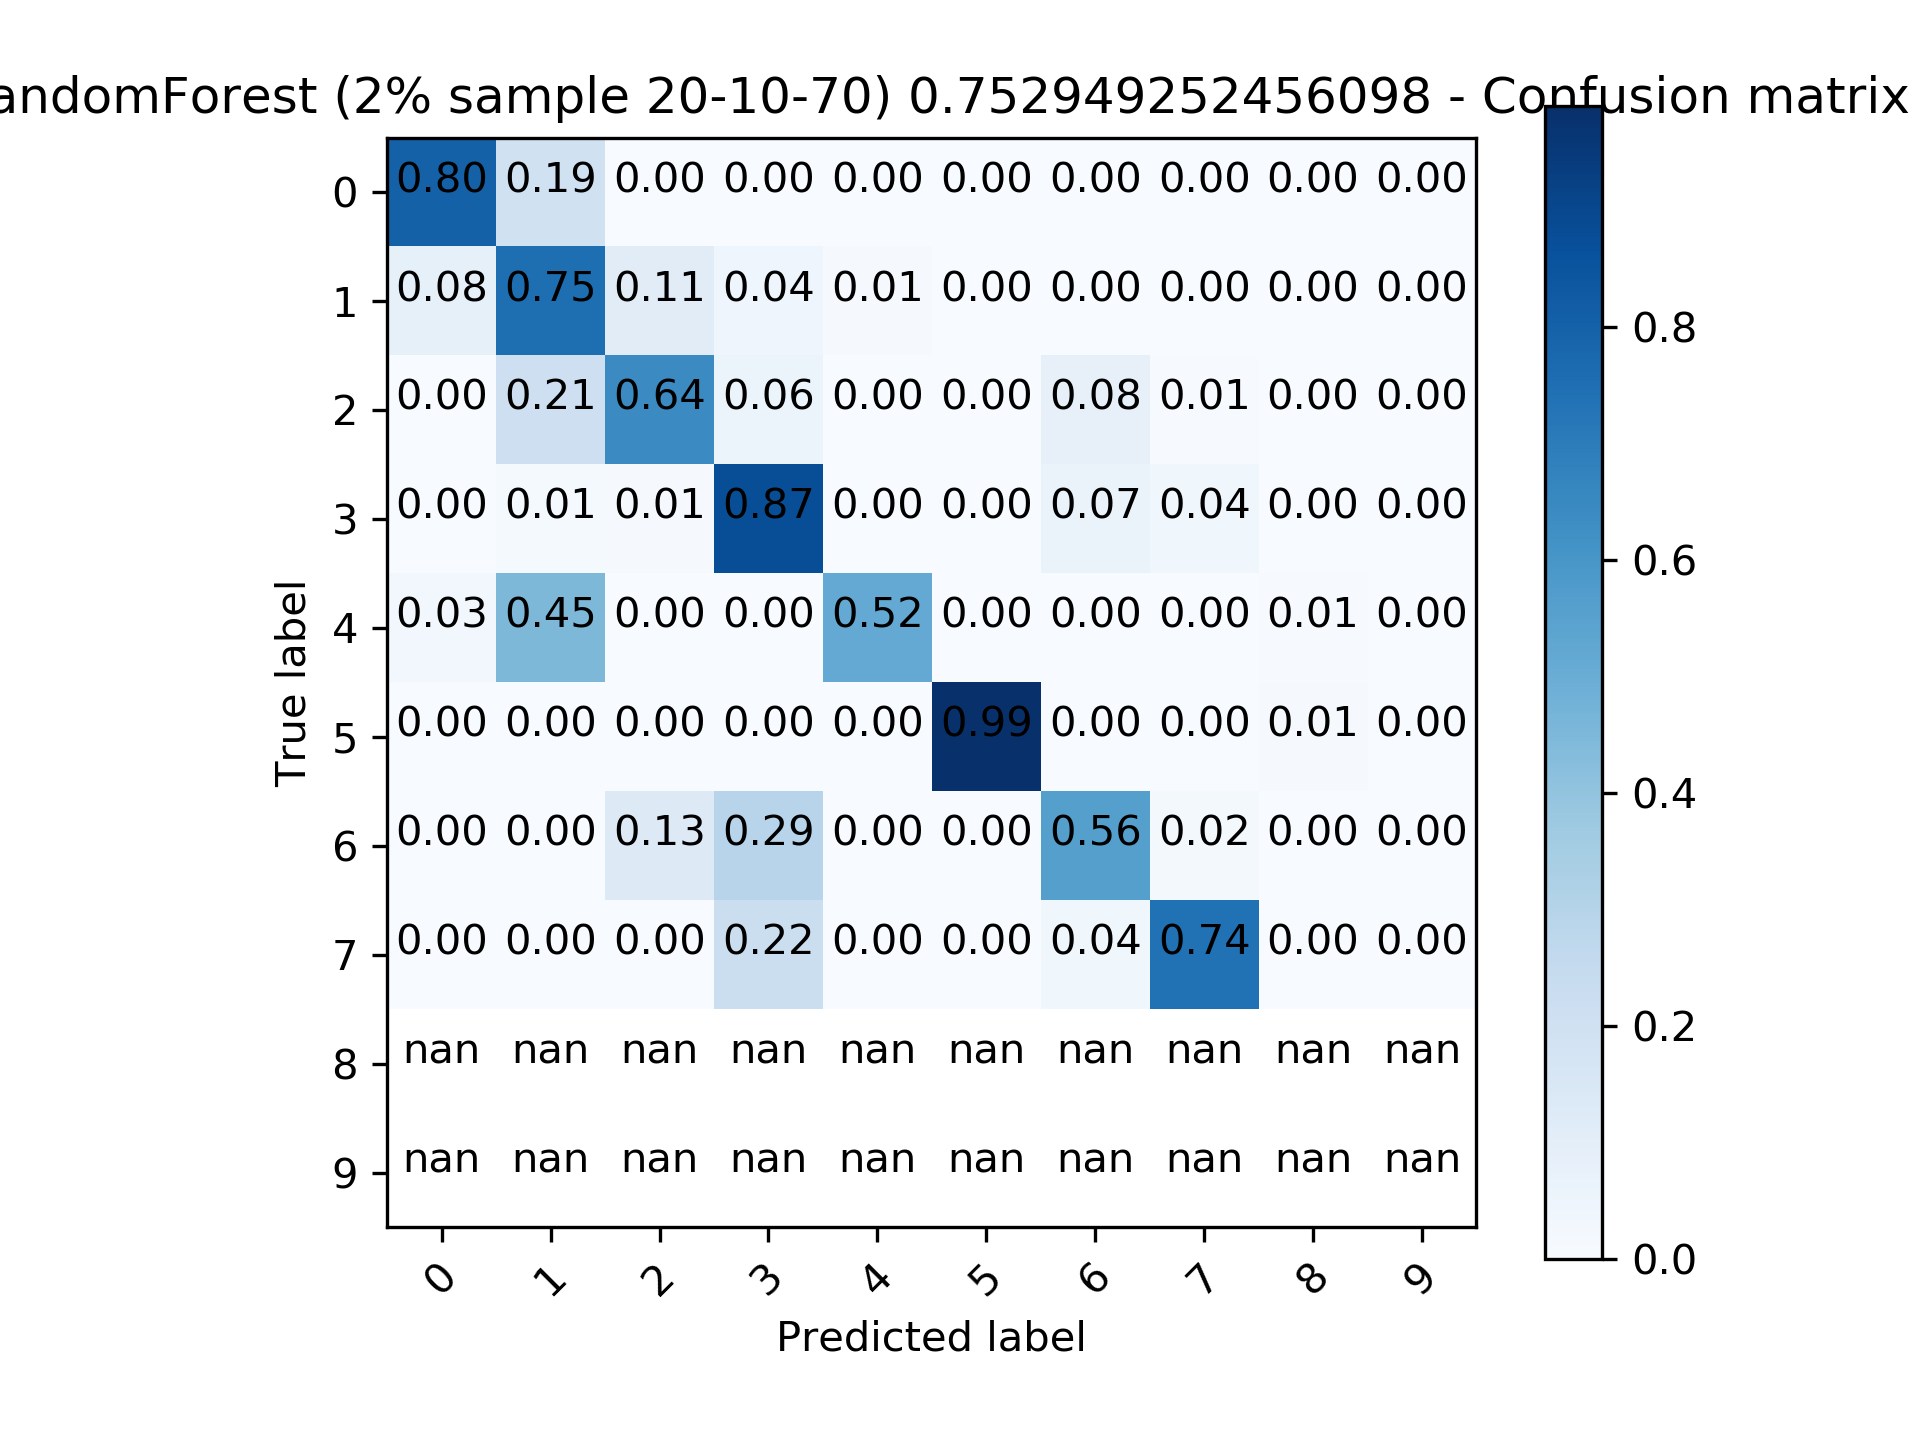 andomForest (2% sample 20-10-70) 0.752949252456098 - Confusion matrix
0 0.80 0.19 0.00 0.00 0.00 0.00 0.00 0.00 0.00 0.00
1 0.08 0.75 0.11 0.04 0.01 0.00 0.00 0.00 0.00 0.00
2 0.00 0.21 0.64 0.06 0.00 0.00 0.08 0.01 0.00 0.00
3 0.00 0.01 0.01 0.87 0.00 0.00 0.07 0.04 0.00 0.00
4 0.03 0.45 0.00 0.00 0.52 0.00 0.00 0.00 0.01 0.00
5 0.00 0.00 0.00 0.00 0.00 0.99 0.00 0.00 0.01 0.00
6 0.00 0.00 0.13 0.29 0.00 0.00 0.56 0.02 0.00 0.00
7 0.00 0.00 0.00 0.22 0.00 0.00 0.04 0.74 0.00 0.00
8 nan nan nan nan nan nan nan nan nan nan
9 nan nan nan nan nan nan nan nan nan nan
0 1 2 3 4 5 6 7 8 9
True label
Predicted label
0.8
0.6
0.4
0.2
0.0